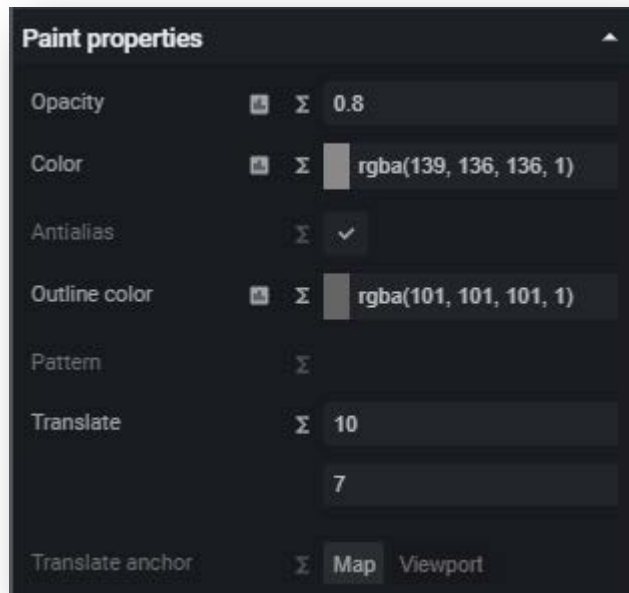 Paint properties
Opacity Σ 0.8
Color Σ rgba(139, 136, 136, 1)
Antialias Σ
Outline color Σ rgba(101, 101, 101, 1)
Pattern Σ
Translate Σ 10
7
Translate anchor Σ Map Viewport